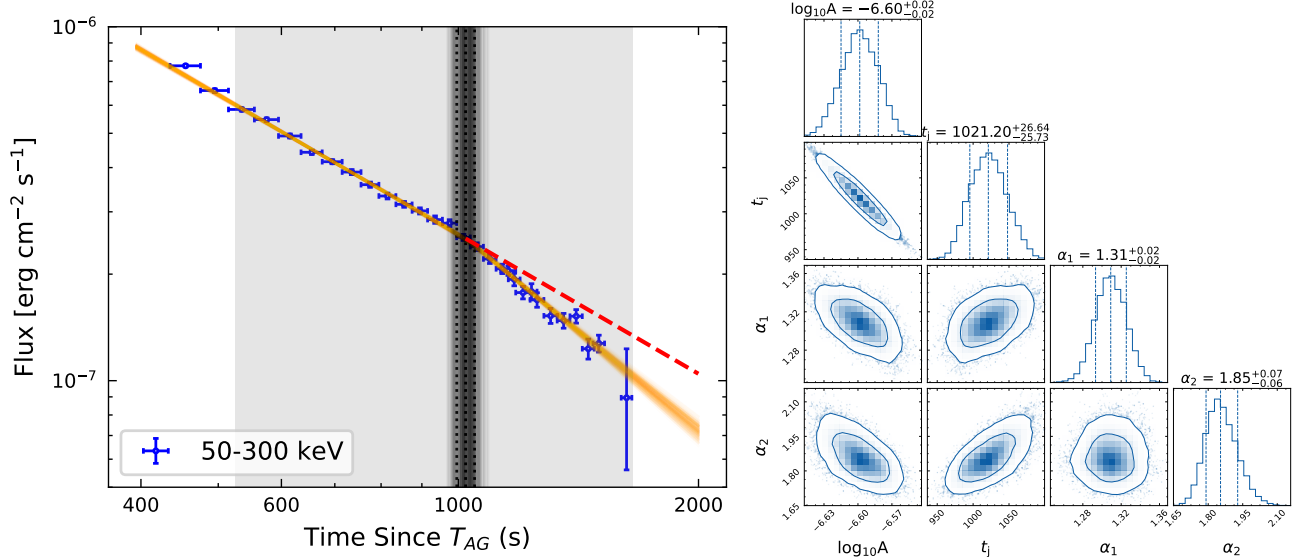 10⁻⁶
10⁻⁷
Flux [erg cm⁻² s⁻¹]
50-300 keV
400
600
1000
2000
Time Since T_AG (s)
log₁₀A = −6.60+0.02−0.02
t_j = 1021.20+26.64−25.73
1050
1000
950
t_j
α₁ = 1.31+0.02−0.02
1.36
1.32
1.28
α₁
α₂ = 1.85+0.07−0.06
2.10
1.95
1.80
1.65
α₂
−6.63
−6.60
−6.57
log₁₀A
950
1000
1050
t_j
1.28
1.32
1.36
α₁
1.65
1.80
1.95
2.10
α₂